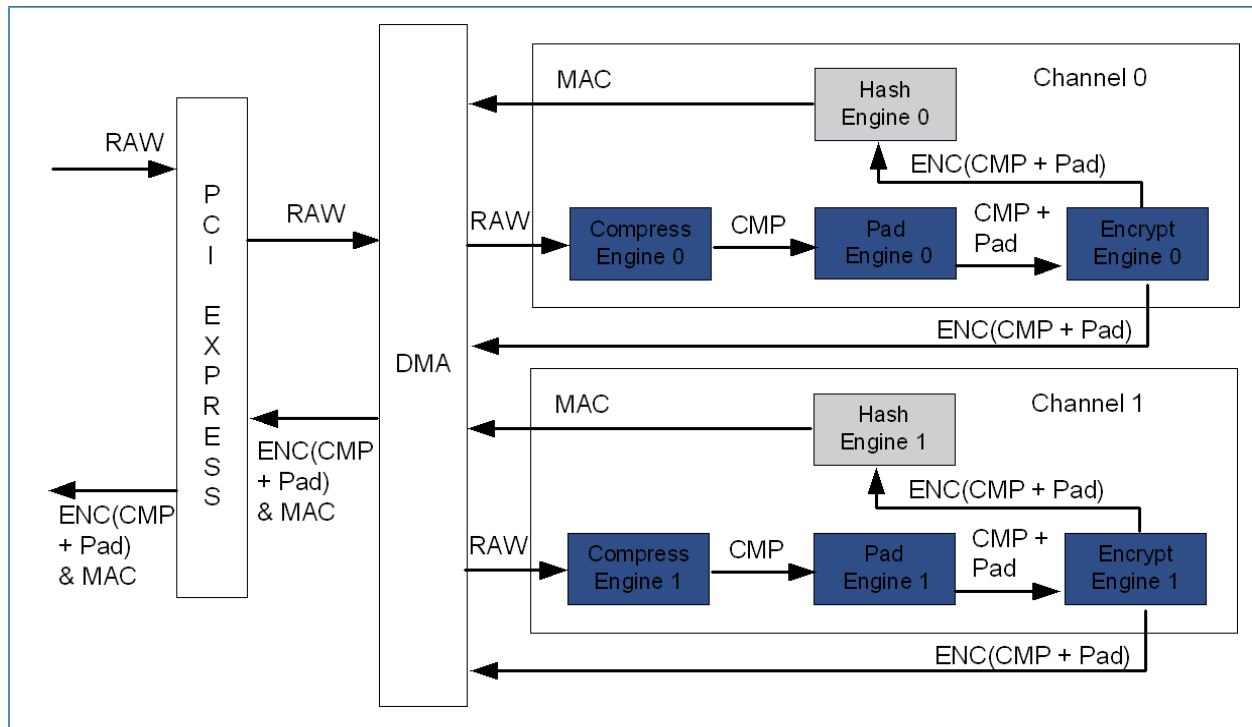 RAW
PCI EXPRESS
RAW
ENC(CMP
+ Pad)
& MAC
ENC(CMP
+ Pad)
& MAC
DMA
Channel 0
MAC
Hash
Engine 0
ENC(CMP + Pad)
RAW
Compress
Engine 0
CMP
Pad
Engine 0
CMP +
Pad
Encrypt
Engine 0
ENC(CMP + Pad)
Channel 1
MAC
Hash
Engine 1
ENC(CMP + Pad)
RAW
Compress
Engine 1
CMP
Pad
Engine 1
CMP +
Pad
Encrypt
Engine 1
ENC(CMP + Pad)